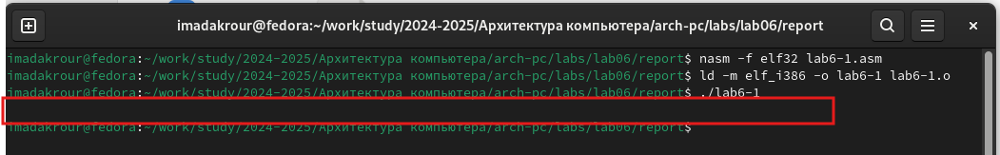 imadakrour@fedora:~/work/study/2024-2025/Архитектура компьютера/arch-pc/labs/lab06/report
imadakrour@fedora:~/work/study/2024-2025/Архитектура компьютера/arch-pc/labs/lab06/report$ nasm -f elf32 lab6-1.asm
imadakrour@fedora:~/work/study/2024-2025/Архитектура компьютера/arch-pc/labs/lab06/report$ ld -m elf_i386 -o lab6-1 lab6-1.o
imadakrour@fedora:~/work/study/2024-2025/Архитектура компьютера/arch-pc/labs/lab06/report$ ./lab6-1
imadakrour@fedora:~/work/study/2024-2025/Архитектура компьютера/arch-pc/labs/lab06/report$